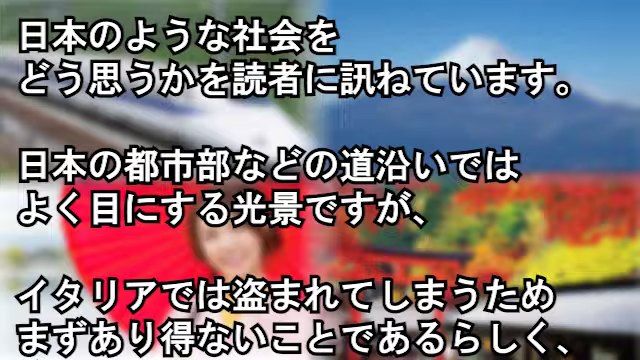 日本のような社会を
どう思うかを読者に訊ねています。
日本の都市部などの道沿いでは
よく目にする光景ですが、
イタリアでは盗まれてしまうため
まずあり得ないことであるらしく、